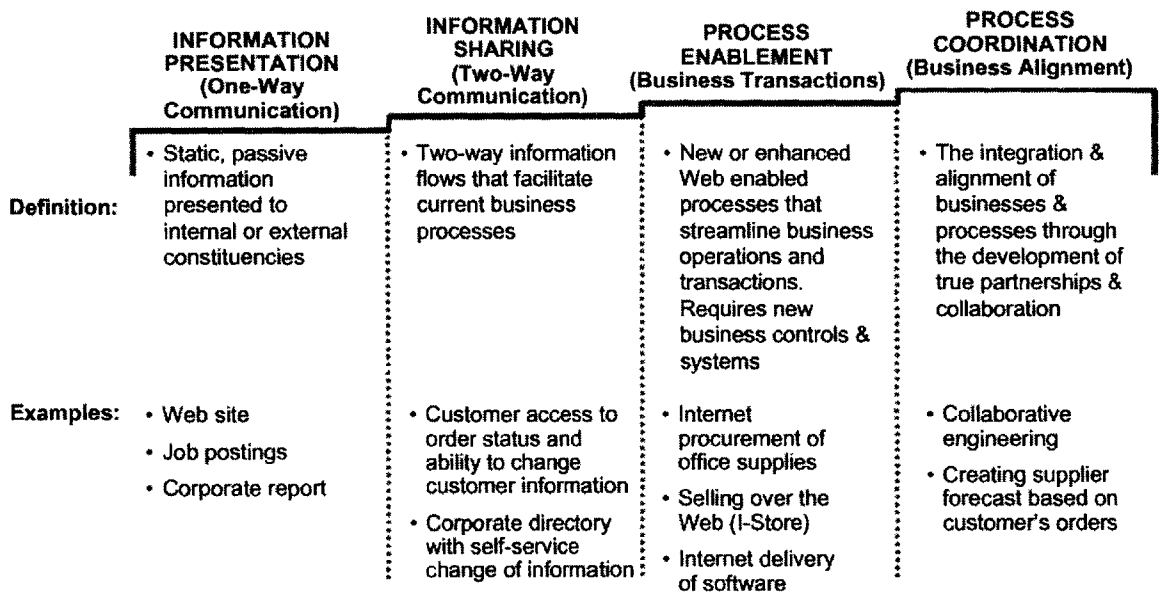 INFORMATION
PRESENTATION
(One-Way
Communication)
INFORMATION
SHARING
(Two-Way
Communication)
PROCESS
ENABLEMENT
(Business Transactions)
PROCESS
COORDINATION
(Business Alignment)
Definition:
• Static, passive
information
presented to
internal or external
constituencies
• Two-way information
flows that facilitate
current business
processes
• New or enhanced
Web enabled
processes that
streamline business
operations and
transactions.
Requires new
business controls &
systems
• The integration &
alignment of
businesses &
processes through
the development of
true partnerships &
collaboration
Examples:
• Web site
• Job postings
• Corporate report
• Customer access to
order status and
ability to change
customer information
• Corporate directory
with self-service
change of information
• Internet
procurement of
office supplies
• Selling over the
Web (I-Store)
• Internet delivery
of software
• Collaborative
engineering
• Creating supplier
forecast based on
customer's orders